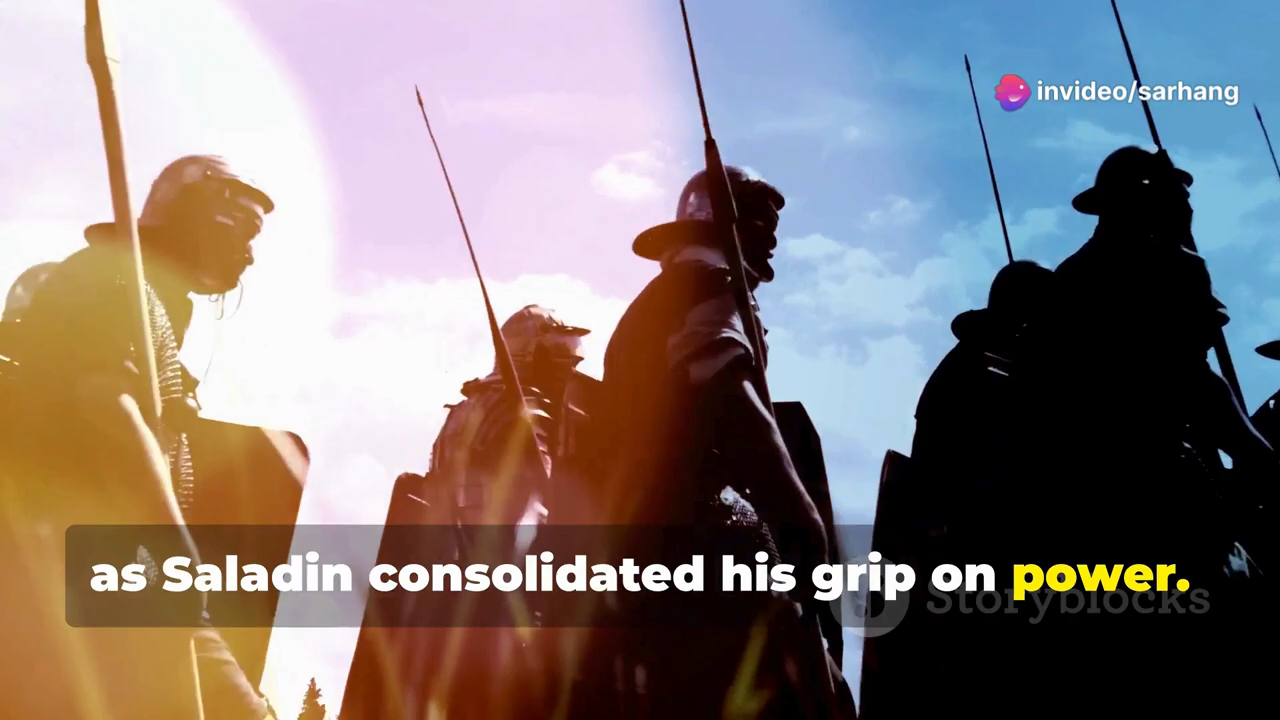 invideo/sarhang
as Saladin consolidated his grip on power.
Storyblocks